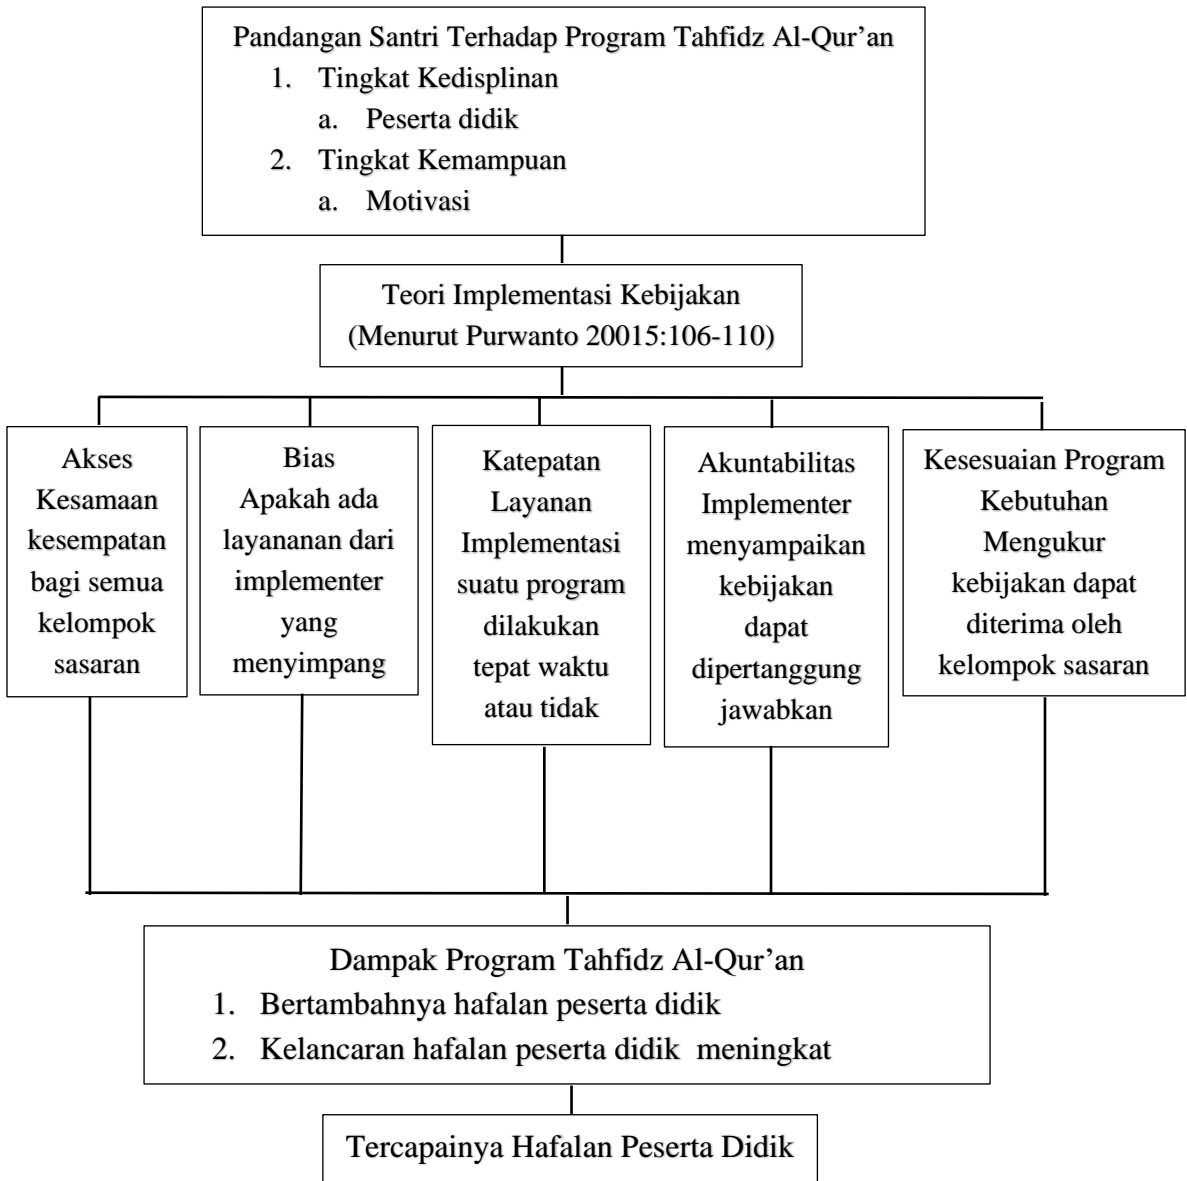 Pandangan Santri Terhadap Program Tahfidz Al-Qur’an
1. Tingkat Kedisplinan
a. Peserta didik
2. Tingkat Kemampuan
a. Motivasi
Teori Implementasi Kebijakan
(Menurut Purwanto 20015:106-110)
Akses
Kesamaan
kesempatan
bagi semua
kelompok
sasaran
Bias
Apakah ada
layananan dari
implementer
yang
menyimpang
Katepatan
Layanan
Implementasi
suatu program
dilakukan
tepat waktu
atau tidak
Akuntabilitas
Implementer
menyampaikan
kebijakan
dapat
dipertanggung
jawabkan
Kesesuaian Program
Kebutuhan
Mengukur
kebijakan dapat
diterima oleh
kelompok sasaran
Dampak Program Tahfidz Al-Qur’an
1. Bertambahnya hafalan peserta didik
2. Kelancaran hafalan peserta didik meningkat
Tercapainya Hafalan Peserta Didik